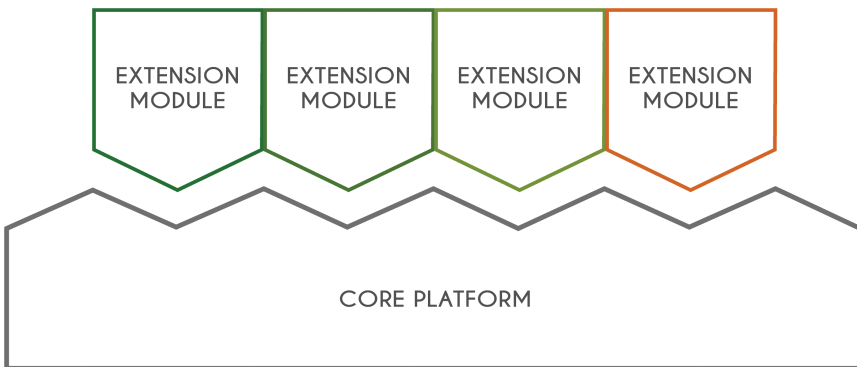 EXTENSION
MODULE
EXTENSION
MODULE
EXTENSION
MODULE
EXTENSION
MODULE
CORE PLATFORM